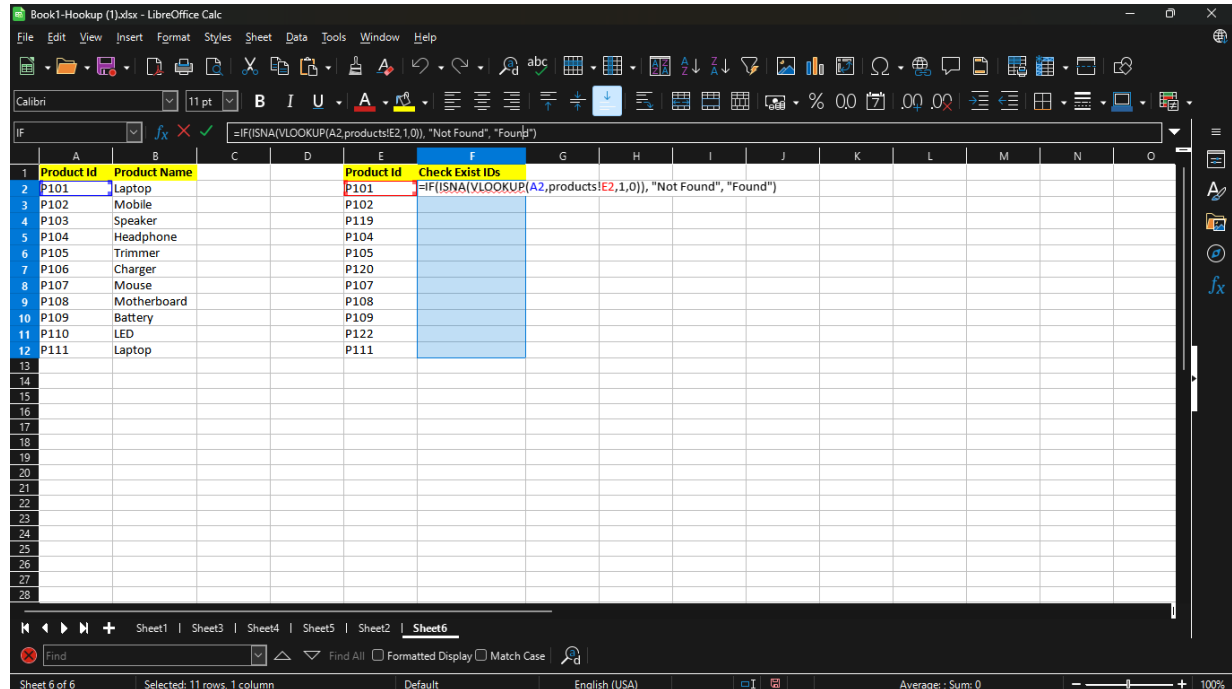 Book1-Hookup (1).xlsx - LibreOffice Calc
File Edit View Insert Format Styles Sheet Data Tools Window Help
Calibri 11 pt B I U A % 0.0 7 .00 .00
IF fx =IF(ISNA(VLOOKUP(A2,products!E2,1,0)), "Not Found", "Found")
A B C D E F G H I J K L M N O
1 Product Id Product Name Product Id Check Exist IDs
2 P101 Laptop P101 =IF(ISNA(VLOOKUP(A2,products!E2,1,0)), "Not Found", "Found")
3 P102 Mobile P102
4 P103 Speaker P119
5 P104 Headphone P104
6 P105 Trimmer P105
7 P106 Charger P120
8 P107 Mouse P107
9 P108 Motherboard P108
10 P109 Battery P109
11 P110 LED P122
12 P111 Laptop P111
13
14
15
16
17
18
19
20
21
22
23
24
25
26
27
28
Sheet1 | Sheet3 | Sheet4 | Sheet5 | Sheet2 | Sheet6
Find Find All Formatted Display Match Case
Sheet 6 of 6 Selected: 11 rows, 1 column Default English (USA) Average: ; Sum: 0 100%